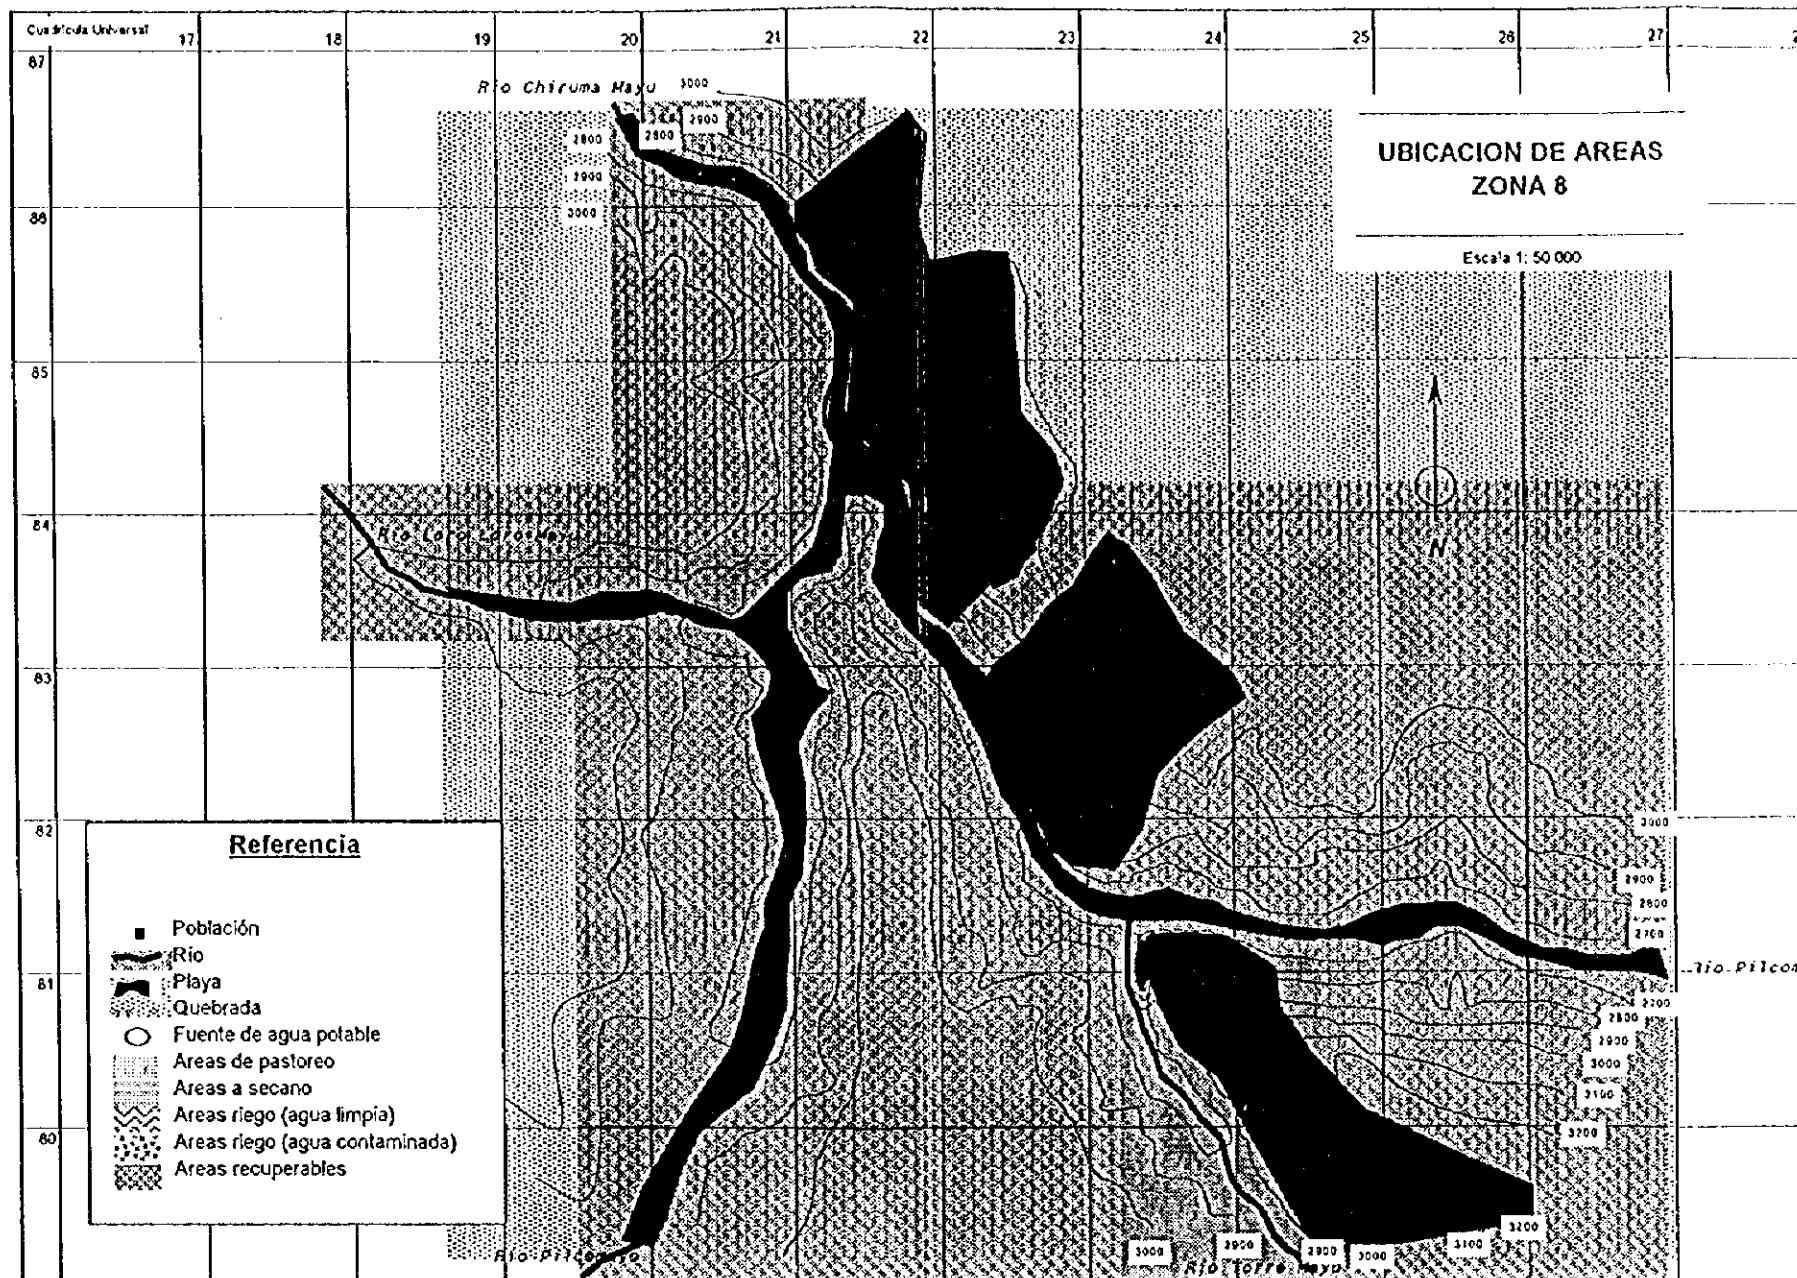 Cuadrícula Universal
17 18 19 20 21 22 23 24 25 26 27
87
Río Chiruma Mayu 3000
2900
2800
2800
2900
3000
UBICACION DE AREAS
ZONA 8
Escala 1: 50 000
86
85
84
N
83
82
3000
Referencia
2900
2800
2700
Población
Río
Playa
Quebrada
Fuente de agua potable
Areas de pastoreo
Areas a secano
Areas riego (agua limpia)
Areas riego (agua contaminada)
Areas recuperables
81
Río Pilcom
2700
2800
2900
3000
3100
80
3200
3200
3100
3000
2900
2900
3000
Río Torre Mayu